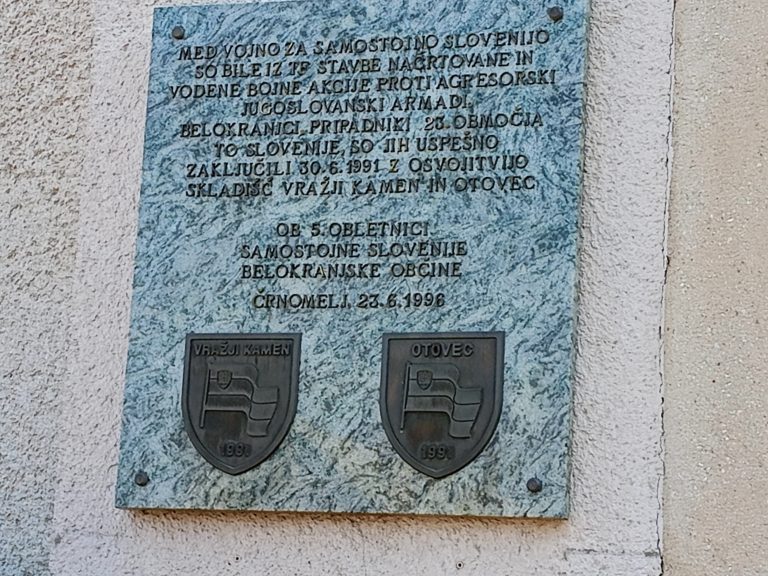 MED VOJNO ZA SAMOSTOJNO SLOVENIJO
SO BILE IZ TE STAVBE NAČRTOVANE IN
VODENE BOJNE AKCIJE PROTI AGRESORSKI
JUGOSLOVANSKI ARMADI.
BELOKRANJCI, PRIPADNIKI 23. OBMOČJA
TO SLOVENIJE, SO JIH USPEŠNO
ZAKLJUČILI 30.6.1991 Z OSVOJITVIJO
SKLADIŠČ VRAŽJI KAMEN IN OTOVEC
OB 5. OBLETNICI
SAMOSTOJNE SLOVENIJE
BELOKRANJSKE OBČINE
ČRNOMELJ, 23.6.1996
VRAŽJI KAMEN
1991
OTOVEC
1991